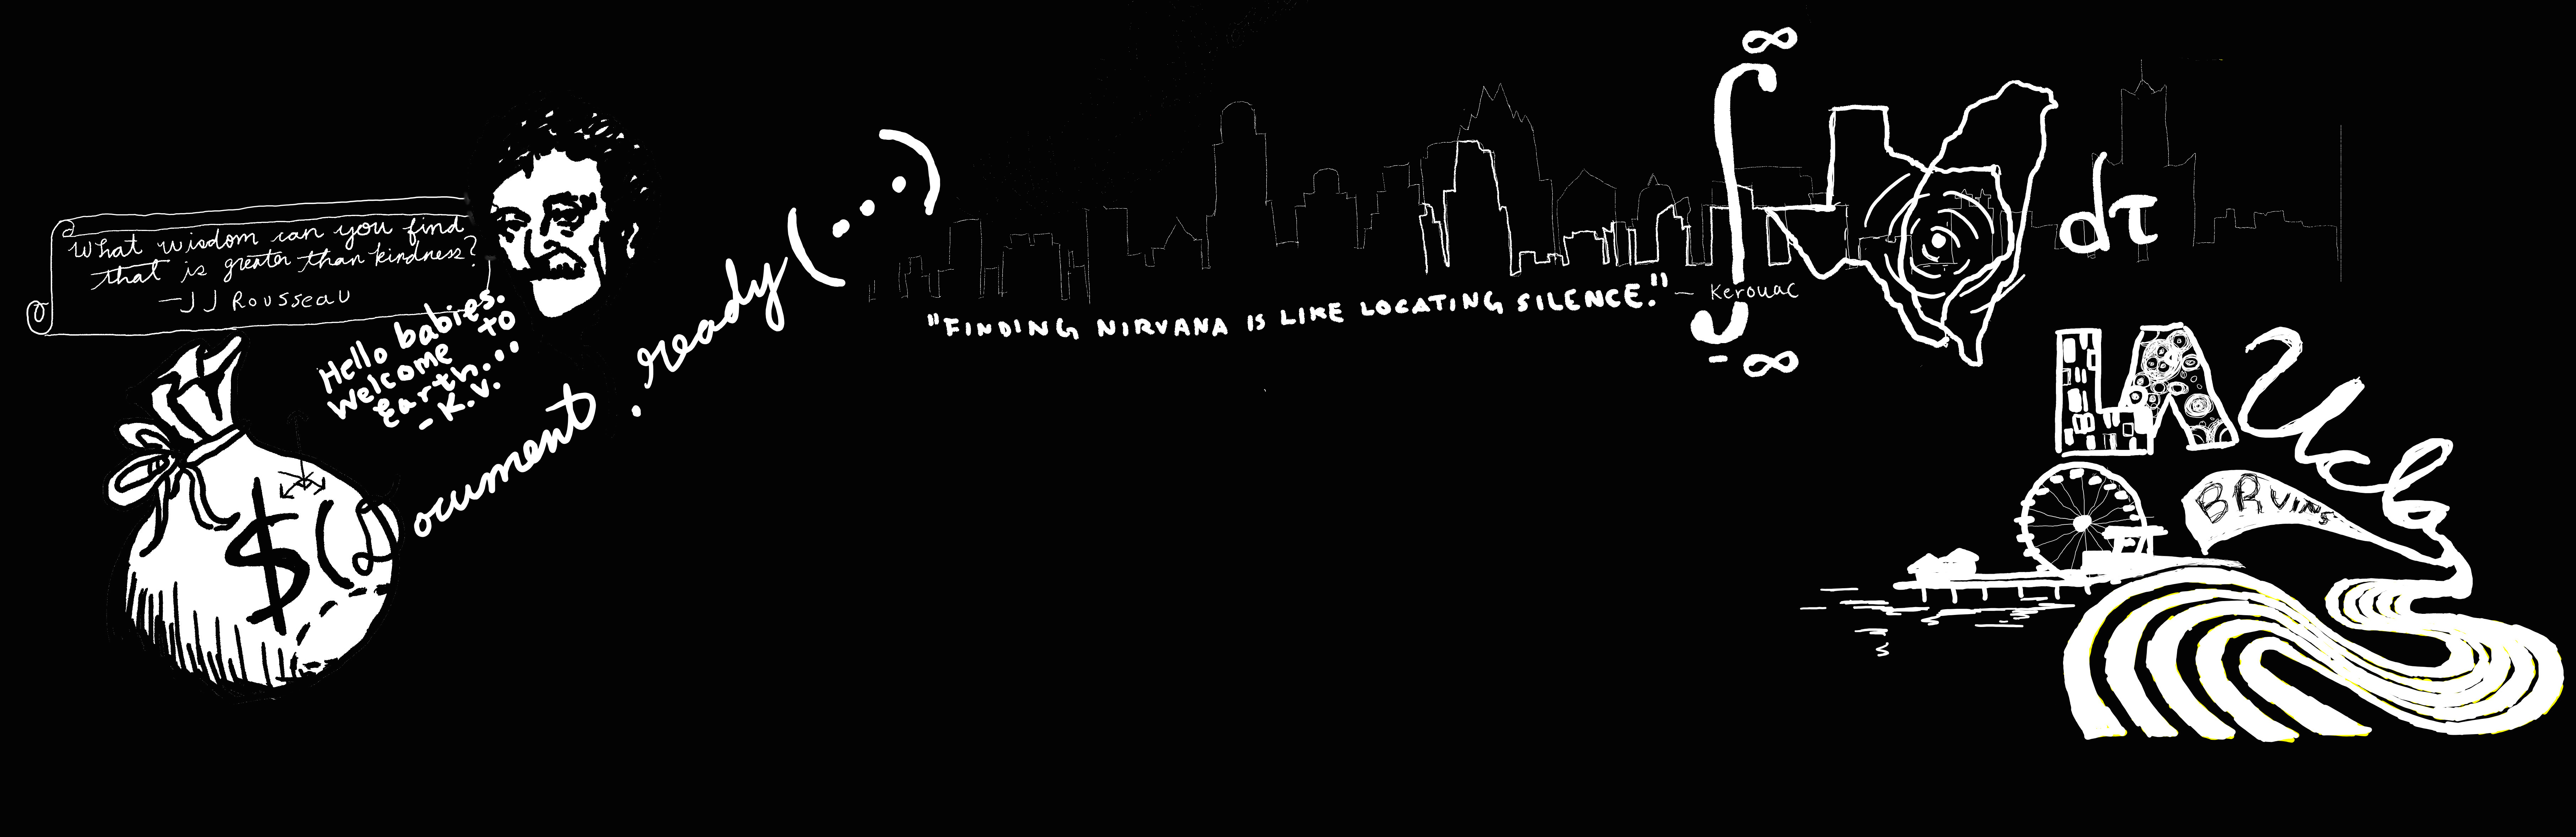 What wisdom can you find
that is greater than kindness?
—JJ Rousseau
Hello babies.
Welcome to
Earth...
- K.V.
$(Document).ready(...)
"FINDING NIRVANA IS LIKE LOCATING SILENCE." — Kerouac
∞
∫ dτ
-∞
LA
Ucla
BRUINS